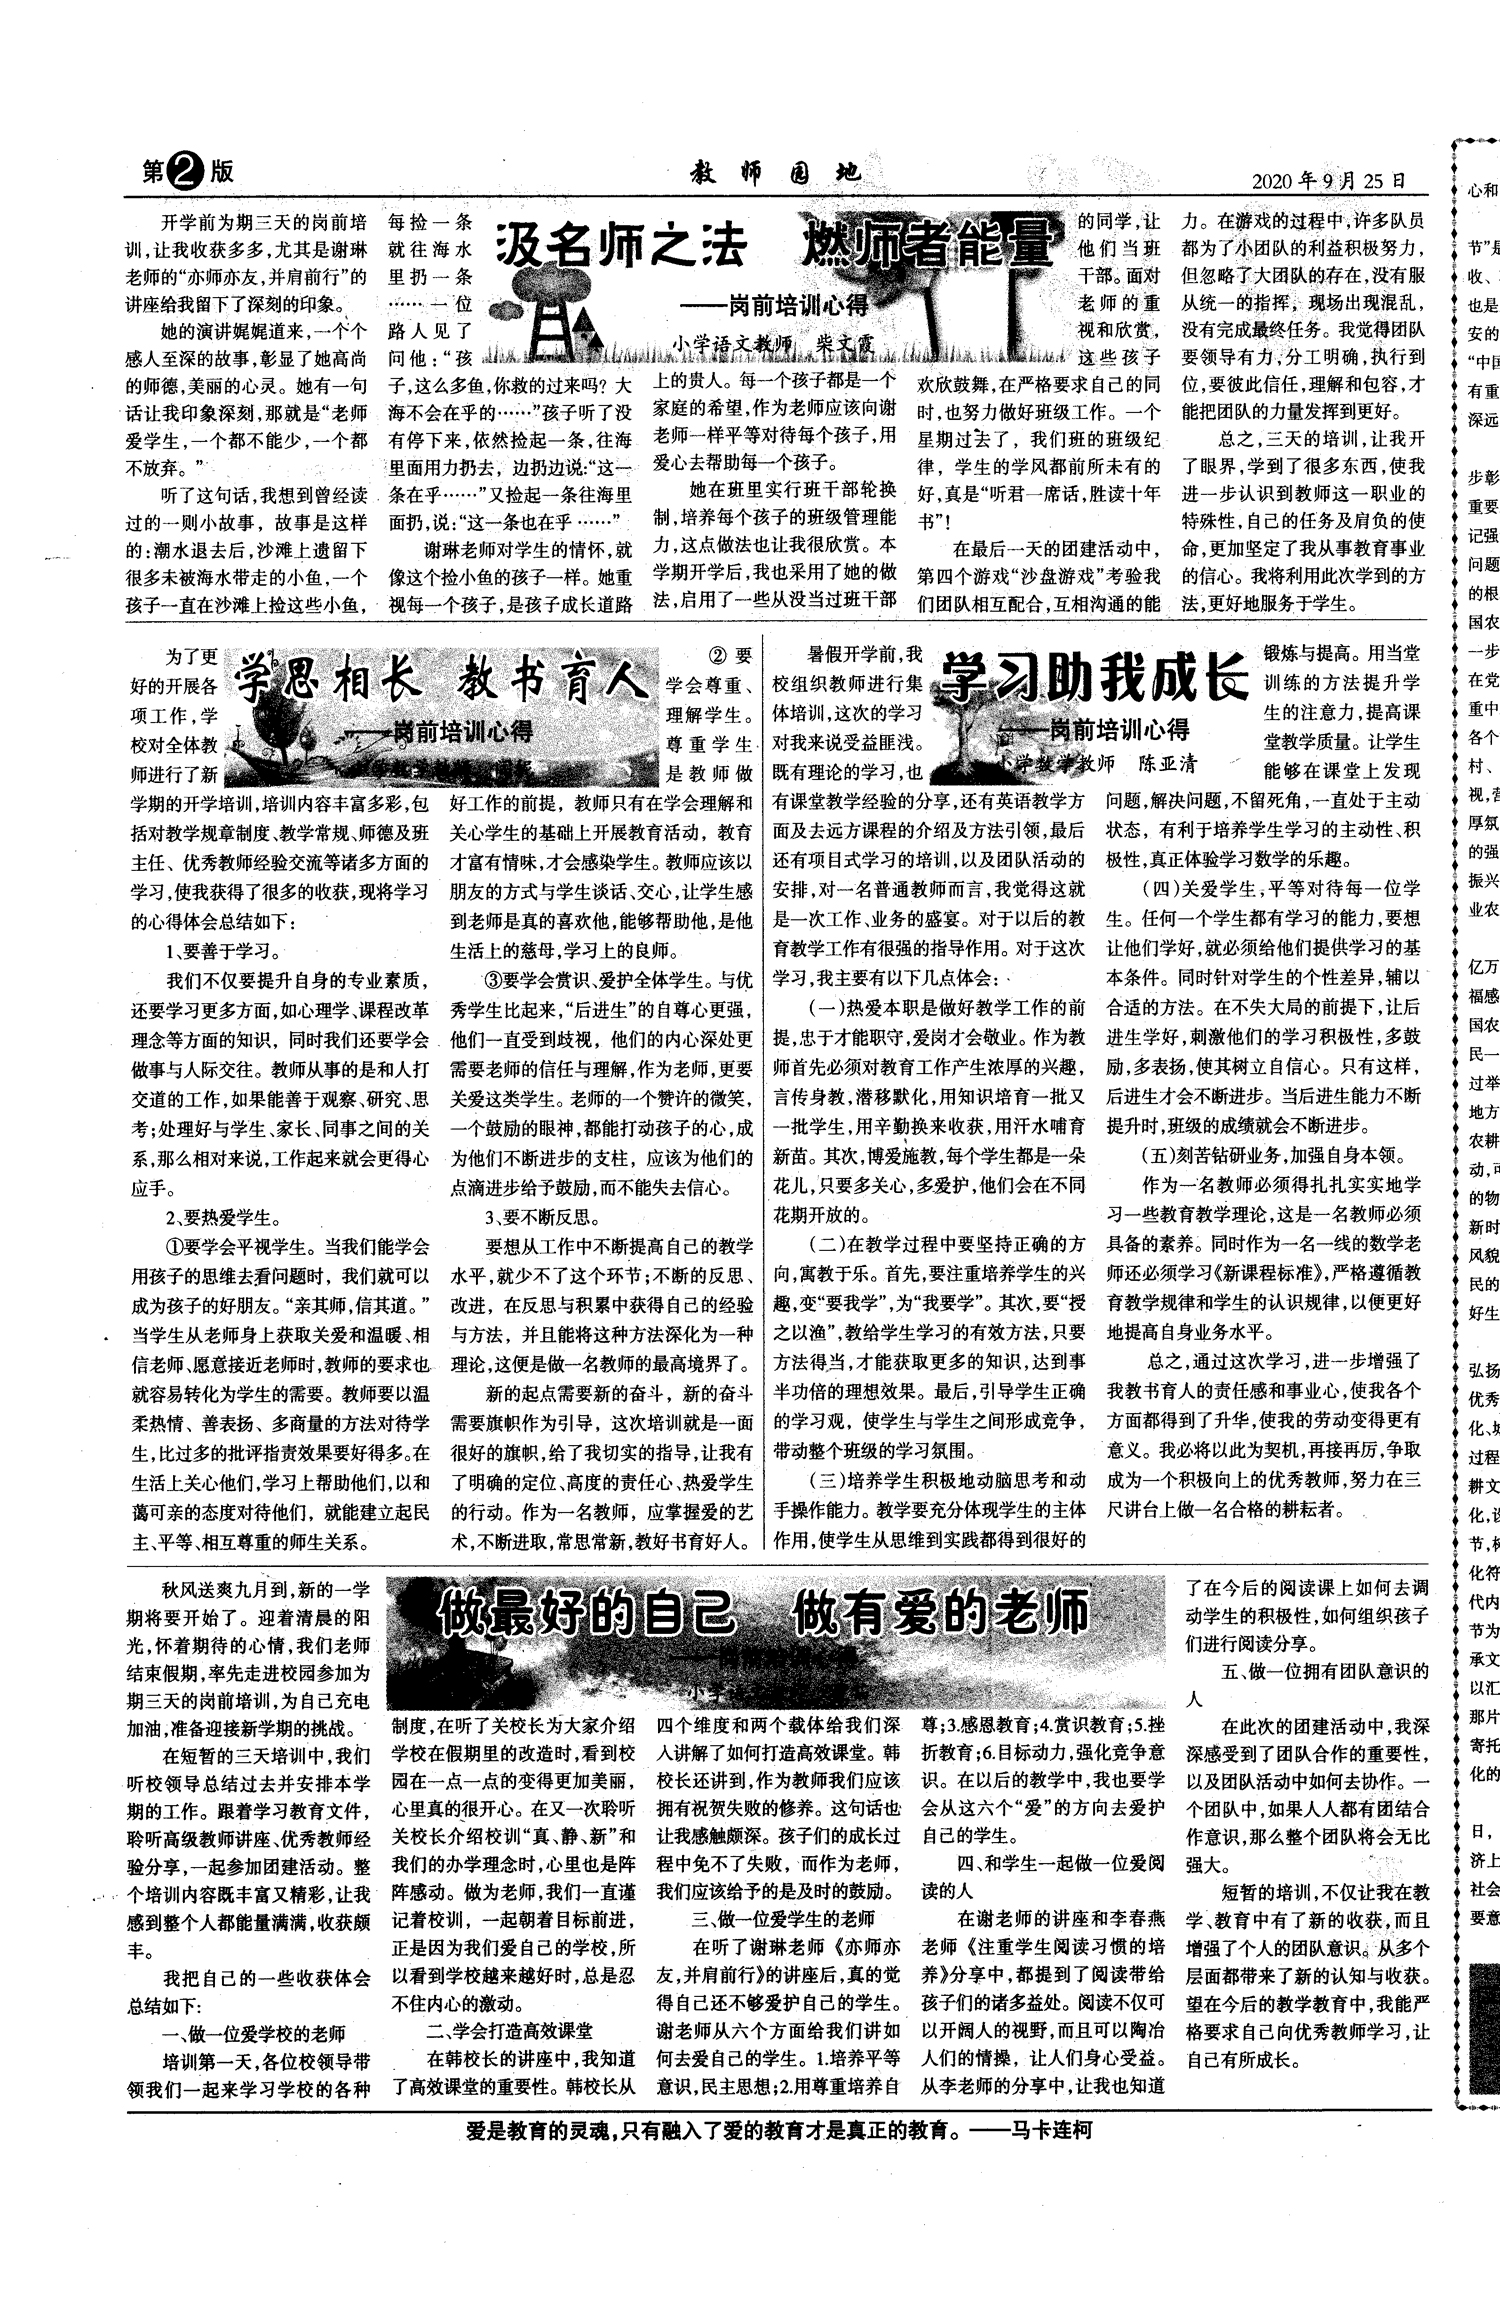 第2版
教师园地
2020年9月25日
汲名师之法 燃师者能量
——岗前培训心得
小学语文教师 柴文霞
开学前为期三天的岗前培
训,让我收获多多,尤其是谢琳
老师的“亦师亦友,并肩前行”的
讲座给我留下了深刻的印象。
她的演讲娓娓道来,一个个
感人至深的故事,彰显了她高尚
的师德,美丽的心灵。她有一句
话让我印象深刻,那就是“老师
爱学生,一个都不能少,一个都
不放弃。”
听了这句话,我想到曾经读
过的一则小故事，故事是这样
的:潮水退去后,沙滩上遗留下
很多未被海水带走的小鱼,一个
孩子一直在沙滩上捡这些小鱼,
每捡一条
就往海水
里扔一条
……一位
路人见了
问他:“孩
子,这么多鱼,你救的过来吗？大
海不会在乎的……”孩子听了没
有停下来,依然捡起一条,往海
里面用力扔去，边扔边说:“这一
条在乎……”又捡起一条往海里
面扔,说:“这一条也在乎……”
谢琳老师对学生的情怀,就
像这个捡小鱼的孩子一样。她重
视每一个孩子,是孩子成长道路
上的贵人。每一个孩子都是一个
家庭的希望,作为老师应该向谢
老师一样平等对待每个孩子,用
爱心去帮助每一个孩子。
她在班里实行班干部轮换
制,培养每个孩子的班级管理能
力,这点做法也让我很欣赏。本
学期开学后,我也采用了她的做
法,启用了一些从没当过班干部
的同学,让
他们当班
干部。面对
老师的重
视和欣赏,
这些孩子
欢欣鼓舞,在严格要求自己的同
时,也努力做好班级工作。一个
星期过去了，我们班的班级纪
律，学生的学风都前所未有的
好,真是“听君一席话,胜读十年
书”!
在最后一天的团建活动中,
第四个游戏“沙盘游戏”考验我
们团队相互配合,互相沟通的能
力。在游戏的过程中,许多队员
都为了小团队的利益积极努力,
但忽略了大团队的存在,没有服
从统一的指挥，现场出现混乱,
没有完成最终任务。我觉得团队
要领导有力,分工明确,执行到
位,要彼此信任,理解和包容,才
能把团队的力量发挥到更好。
总之,三天的培训,让我开
了眼界,学到了很多东西,使我
进一步认识到教师这一职业的
特殊性,自己的任务及肩负的使
命,更加坚定了我从事教育事业
的信心。我将利用此次学到的方
法,更好地服务于学生。
学思相长 教书育人
——岗前培训心得
为了更
好的开展各
项工作,学
校对全体教
师进行了新
学期的开学培训,培训内容丰富多彩,包
括对教学规章制度、教学常规、师德及班
主任、优秀教师经验交流等诸多方面的
学习,使我获得了很多的收获,现将学习
的心得体会总结如下:
1、要善于学习。
我们不仅要提升自身的专业素质,
还要学习更多方面,如心理学、课程改革
理念等方面的知识，同时我们还要学会
做事与人际交往。教师从事的是和人打
交道的工作,如果能善于观察、研究、思
考;处理好与学生、家长、同事之间的关
系,那么相对来说,工作起来就会更得心
应手。
2、要热爱学生。
①要学会平视学生。当我们能学会
用孩子的思维去看问题时，我们就可以
成为孩子的好朋友。“亲其师,信其道。”
当学生从老师身上获取关爱和温暖、相
信老师、愿意接近老师时,教师的要求也
就容易转化为学生的需要。教师要以温
柔热情、善表扬、多商量的方法对待学
生,比过多的批评指责效果要好得多。在
生活上关心他们,学习上帮助他们,以和
蔼可亲的态度对待他们，就能建立起民
主、平等、相互尊重的师生关系。
②要
学会尊重、
理解学生。
尊重学生
是教师做
好工作的前提，教师只有在学会理解和
关心学生的基础上开展教育活动，教育
才富有情味,才会感染学生。教师应该以
朋友的方式与学生谈话、交心,让学生感
到老师是真的喜欢他,能够帮助他,是他
生活上的慈母,学习上的良师。
③要学会赏识、爱护全体学生。与优
秀学生比起来,“后进生”的自尊心更强,
他们一直受到歧视，他们的内心深处更
需要老师的信任与理解,作为老师,更要
关爱这类学生。老师的一个赞许的微笑,
一个鼓励的眼神,都能打动孩子的心,成
为他们不断进步的支柱，应该为他们的
点滴进步给予鼓励,而不能失去信心。
3、要不断反思。
要想从工作中不断提高自己的教学
水平,就少不了这个环节;不断的反思、
改进，在反思与积累中获得自己的经验
与方法，并且能将这种方法深化为一种
理论,这便是做一名教师的最高境界了。
新的起点需要新的奋斗，新的奋斗
需要旗帜作为引导，这次培训就是一面
很好的旗帜,给了我切实的指导,让我有
了明确的定位、高度的责任心、热爱学生
的行动。作为一名教师，应掌握爱的艺
术,不断进取,常思常新,教好书育好人。
学习助我成长
——岗前培训心得
小学数学教师 陈亚清
暑假开学前,我
校组织教师进行集
体培训,这次的学习
对我来说受益匪浅。
既有理论的学习,也
有课堂教学经验的分享,还有英语教学方
面及去远方课程的介绍及方法引领,最后
还有项目式学习的培训,以及团队活动的
安排,对一名普通教师而言,我觉得这就
是一次工作、业务的盛宴。对于以后的教
育教学工作有很强的指导作用。对于这次
学习,我主要有以下几点体会:
(一)热爱本职是做好教学工作的前
提,忠于才能职守,爱岗才会敬业。作为教
师首先必须对教育工作产生浓厚的兴趣,
言传身教,潜移默化,用知识培育一批又
一批学生,用辛勤换来收获,用汗水哺育
新苗。其次,博爱施教,每个学生都是一朵
花儿,只要多关心,多爱护,他们会在不同
花期开放的。
(二)在教学过程中要坚持正确的方
向,寓教于乐。首先,要注重培养学生的兴
趣,变“要我学”,为“我要学”。其次,要“授
之以渔”,教给学生学习的有效方法,只要
方法得当,才能获取更多的知识,达到事
半功倍的理想效果。最后,引导学生正确
的学习观，使学生与学生之间形成竞争,
带动整个班级的学习氛围。
(三)培养学生积极地动脑思考和动
手操作能力。教学要充分体现学生的主体
作用,使学生从思维到实践都得到很好的
锻炼与提高。用当堂
训练的方法提升学
生的注意力,提高课
堂教学质量。让学生
能够在课堂上发现
问题,解决问题,不留死角,一直处于主动
状态，有利于培养学生学习的主动性、积
极性,真正体验学习数学的乐趣。
(四)关爱学生,平等对待每一位学
生。任何一个学生都有学习的能力,要想
让他们学好,就必须给他们提供学习的基
本条件。同时针对学生的个性差异,辅以
合适的方法。在不失大局的前提下,让后
进生学好,刺激他们的学习积极性,多鼓
励,多表扬,使其树立自信心。只有这样,
后进生才会不断进步。当后进生能力不断
提升时,班级的成绩就会不断进步。
(五)刻苦钻研业务,加强自身本领。
作为一名教师必须得扎扎实实地学
习一些教育教学理论,这是一名教师必须
具备的素养。同时作为一名一线的数学老
师还必须学习《新课程标准》,严格遵循教
育教学规律和学生的认识规律,以便更好
地提高自身业务水平。
总之,通过这次学习,进一步增强了
我教书育人的责任感和事业心,使我各个
方面都得到了升华,使我的劳动变得更有
意义。我必将以此为契机,再接再厉,争取
成为一个积极向上的优秀教师,努力在三
尺讲台上做一名合格的耕耘者。
做最好的自己 做有爱的老师
——岗前培训心得
秋风送爽九月到,新的一学
期将要开始了。迎着清晨的阳
光,怀着期待的心情,我们老师
结束假期,率先走进校园参加为
期三天的岗前培训,为自己充电
加油,准备迎接新学期的挑战。
在短暂的三天培训中,我们
听校领导总结过去并安排本学
期的工作。跟着学习教育文件,
聆听高级教师讲座、优秀教师经
验分享,一起参加团建活动。整
个培训内容既丰富又精彩,让我
感到整个人都能量满满,收获颇
丰。
我把自己的一些收获体会
总结如下:
一、做一位爱学校的老师
培训第一天,各位校领导带
领我们一起来学习学校的各种
制度,在听了关校长为大家介绍
学校在假期里的改造时,看到校
园在一点一点的变得更加美丽,
心里真的很开心。在又一次聆听
关校长介绍校训“真、静、新”和
我们的办学理念时,心里也是阵
阵感动。做为老师,我们一直谨
记着校训，一起朝着目标前进,
正是因为我们爱自己的学校,所
以看到学校越来越好时,总是忍
不住内心的激动。
二、学会打造高效课堂
在韩校长的讲座中,我知道
了高效课堂的重要性。韩校长从
四个维度和两个载体给我们深
入讲解了如何打造高效课堂。韩
校长还讲到,作为教师我们应该
拥有祝贺失败的修养。这句话也
让我感触颇深。孩子们的成长过
程中免不了失败，而作为老师,
我们应该给予的是及时的鼓励。
三、做一位爱学生的老师
在听了谢琳老师《亦师亦
友,并肩前行》的讲座后,真的觉
得自己还不够爱护自己的学生。
谢老师从六个方面给我们讲如
何去爱自己的学生。1.培养平等
意识,民主思想;2.用尊重培养自
尊;3.感恩教育;4.赏识教育;5.挫
折教育;6.目标动力,强化竞争意
识。在以后的教学中,我也要学
会从这六个“爱”的方向去爱护
自己的学生。
四、和学生一起做一位爱阅
读的人
在谢老师的讲座和李春燕
老师《注重学生阅读习惯的培
养》分享中,都提到了阅读带给
孩子们的诸多益处。阅读不仅可
以开阔人的视野,而且可以陶冶
人们的情操，让人们身心受益。
从李老师的分享中,让我也知道
了在今后的阅读课上如何去调
动学生的积极性,如何组织孩子
们进行阅读分享。
五、做一位拥有团队意识的
人
在此次的团建活动中,我深
深感受到了团队合作的重要性,
以及团队活动中如何去协作。一
个团队中,如果人人都有团结合
作意识,那么整个团队将会无比
强大。
短暂的培训,不仅让我在教
学、教育中有了新的收获,而且
增强了个人的团队意识。从多个
层面都带来了新的认知与收获。
望在今后的教学教育中,我能严
格要求自己向优秀教师学习,让
自己有所成长。
爱是教育的灵魂,只有融入了爱的教育才是真正的教育。——马卡连柯
心和
节”是
收、
也是
安的
“中国
有重
深远
步彰
重要
记强
问题
的根
国农
一步
在党
重中
各个
村、
视,营
厚氛
的强
振兴
业农
亿万
福感
国农
民一
过举
地方
农耕
动,可
的物
新时
风貌
民的
好生
弘扬
优秀
化、城
过程
耕文
化,设
节,
化符
代内
节为
承文
以汇
那片
寄托
化的
日,
济上
社会
要意